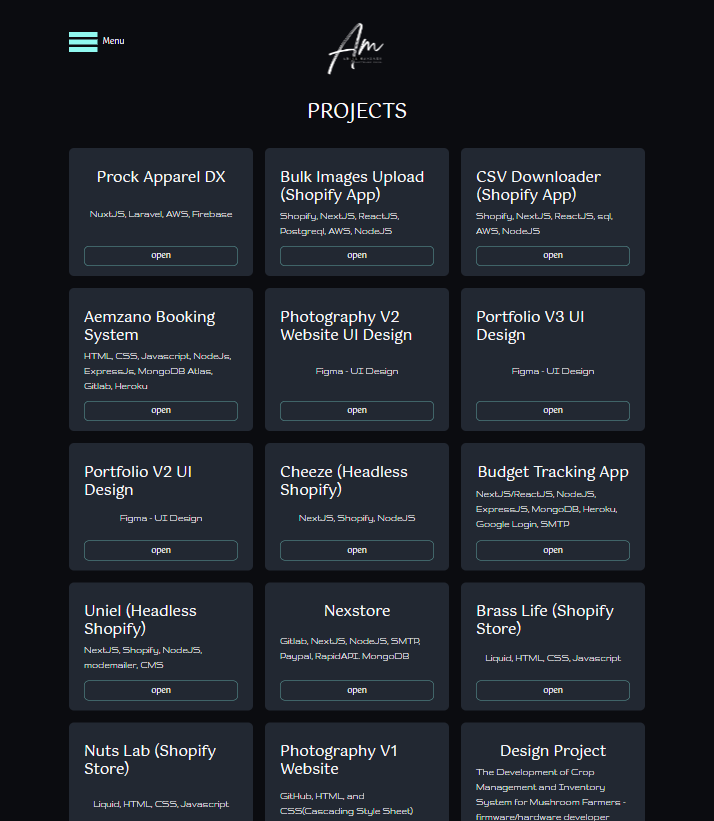 Menu
Am
PROJECTS
Prock Apparel DX
NuxtJS, Laravel, AWS, Firebase
open
Bulk Images Upload
(Shopify App)
Shopify, NextJS, ReactJS,
Postgreql, AWS, NodeJS
open
CSV Downloader
(Shopify App)
Shopify, NextJS, ReactJS, sql,
AWS, NodeJS
open
Aemzano Booking
System
HTML, CSS, Javascript, NodeJs,
ExpressJs, MongoDB Atlas,
Gitlab, Heroku
open
Photography V2
Website UI Design
Figma - UI Design
open
Portfolio V3 UI
Design
Figma - UI Design
open
Portfolio V2 UI
Design
Figma - UI Design
open
Cheeze (Headless
Shopify)
NextJS, Shopify, NodeJS
open
Budget Tracking App
NextJS/ReactJS, NodeJS,
ExpressJS, MongoDB, Heroku,
Google Login, SMTP
open
Uniel (Headless
Shopify)
NextJS, Shopify, NodeJS,
modemailer, CMS
open
Nexstore
Gitlab, NextJS, NodeJS, SMTP,
Paypal, RapidAPI. MongoDB
open
Brass Life (Shopify
Store)
Liquid, HTML, CSS, Javascript
open
Nuts Lab (Shopify
Store)
Liquid, HTML, CSS, Javascript
Photography V1
Website
GitHub, HTML, and
CSS(Cascading Style Sheet)
Design Project
The Development of Crop
Management and Inventory
System for Mushroom Farmers -
firmware/hardware developer